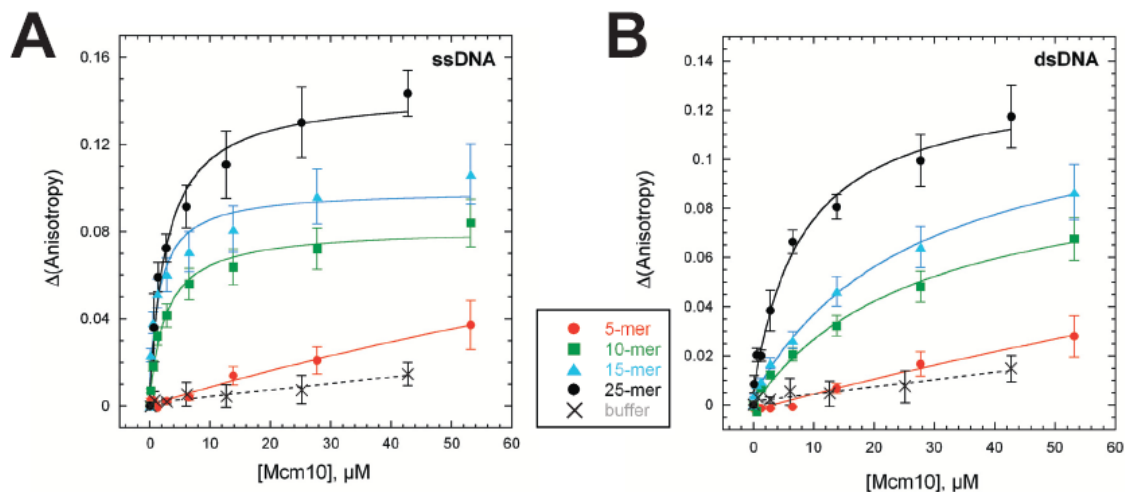 A
ssDNA
0.16
0.12
0.08
0.04
0
Δ(Anisotropy)
0 10 20 30 40 50 60
[Mcm10], µM
5-mer
10-mer
15-mer
25-mer
buffer
B
dsDNA
0.14
0.12
0.1
0.08
0.06
0.04
0.02
0
Δ(Anisotropy)
0 10 20 30 40 50 60
[Mcm10], µM